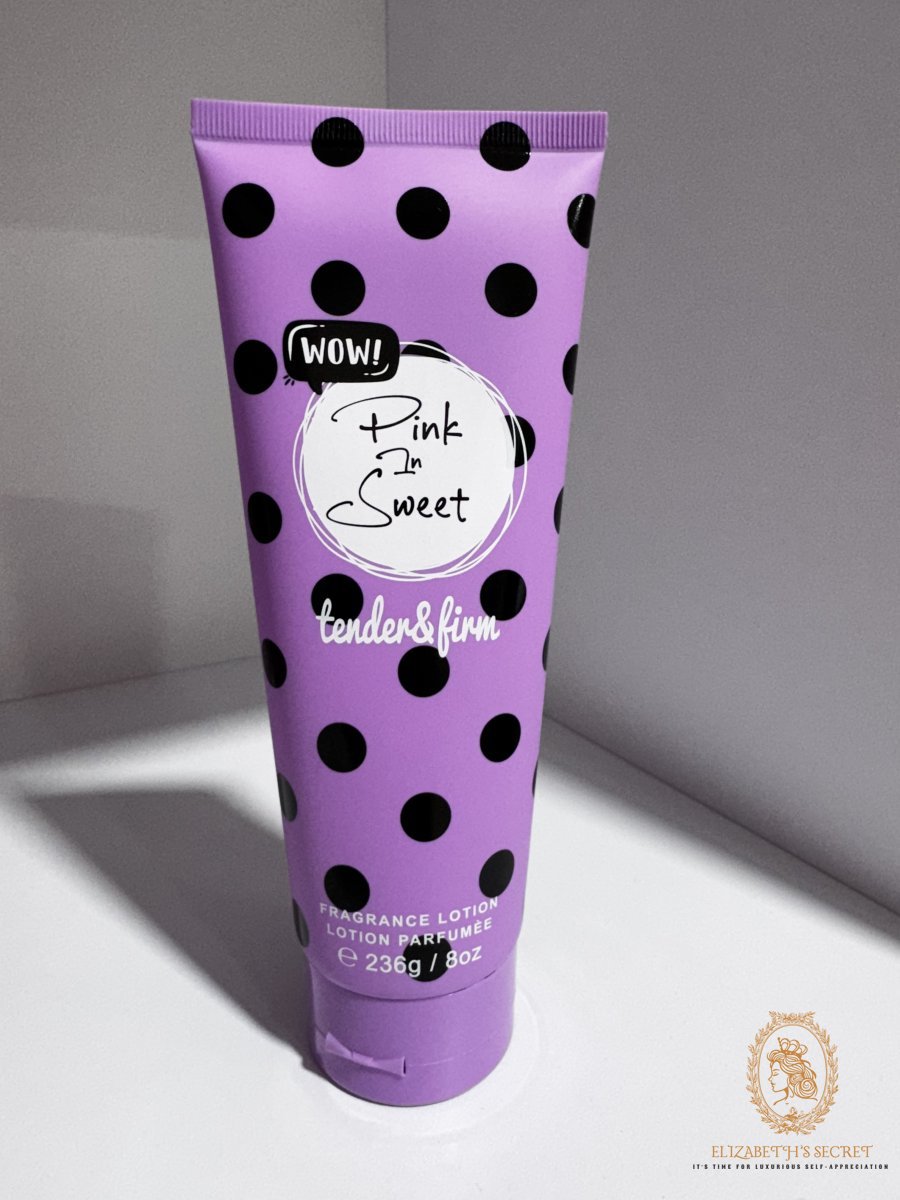 WOW!
Pink
In
Sweet
tender&firm
FRAGRANCE LOTION
LOTION PARFUMÈE
℮ 236g / 8oz
ELIZABETH'S SECRET
IT'S TIME FOR LUXURIOUS SELF-APPRECIATION